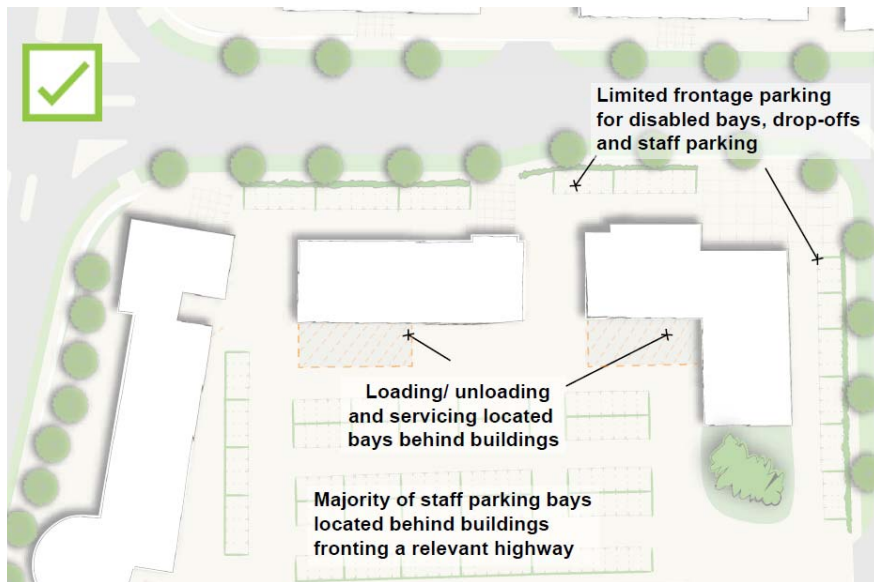 Limited frontage parking
for disabled bays, drop-offs
and staff parking
Loading/ unloading
and servicing located
bays behind buildings
Majority of staff parking bays
located behind buildings
fronting a relevant highway